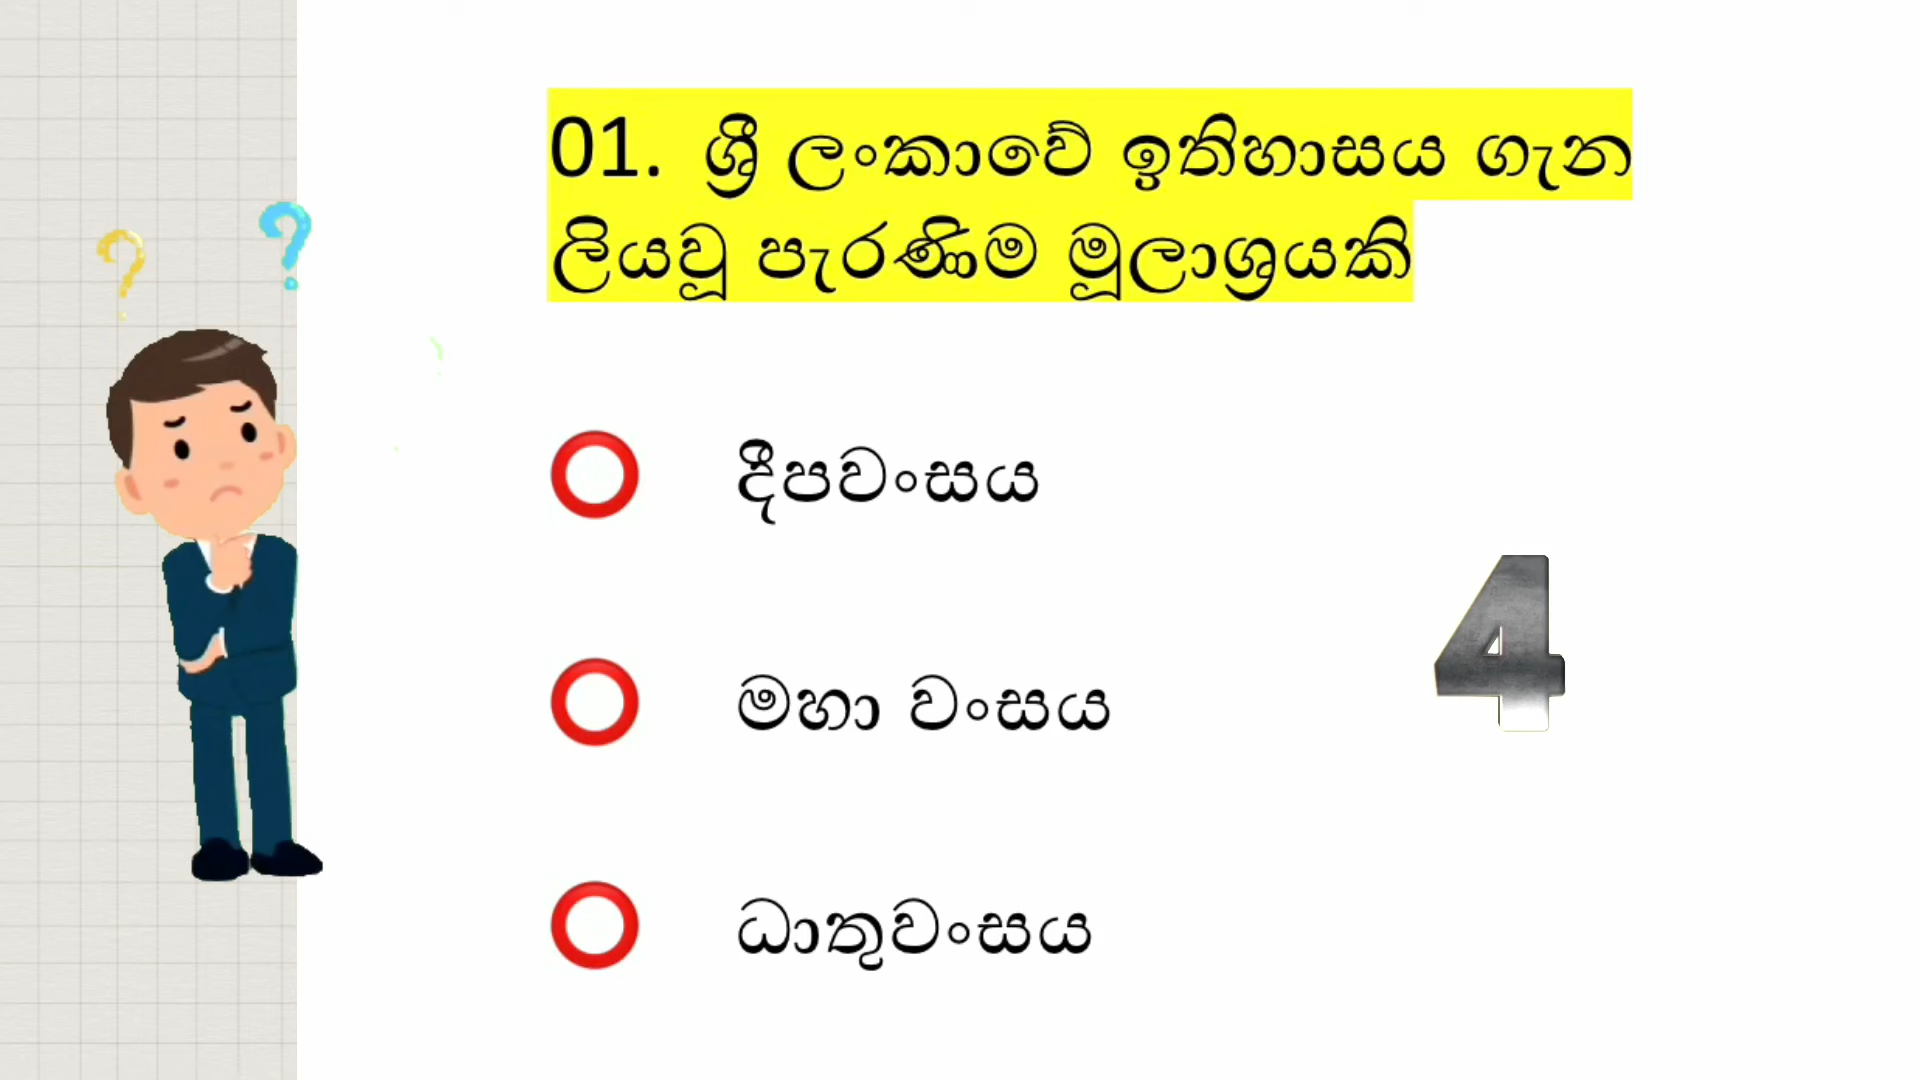 01. ශ්‍රී ලංකාවේ ඉතිහාසය ගැන
ලියවූ පැරණිම මූලාශ්‍රයකි
දීපවංසය
මහා වංසය
4
ධාතුවංසය